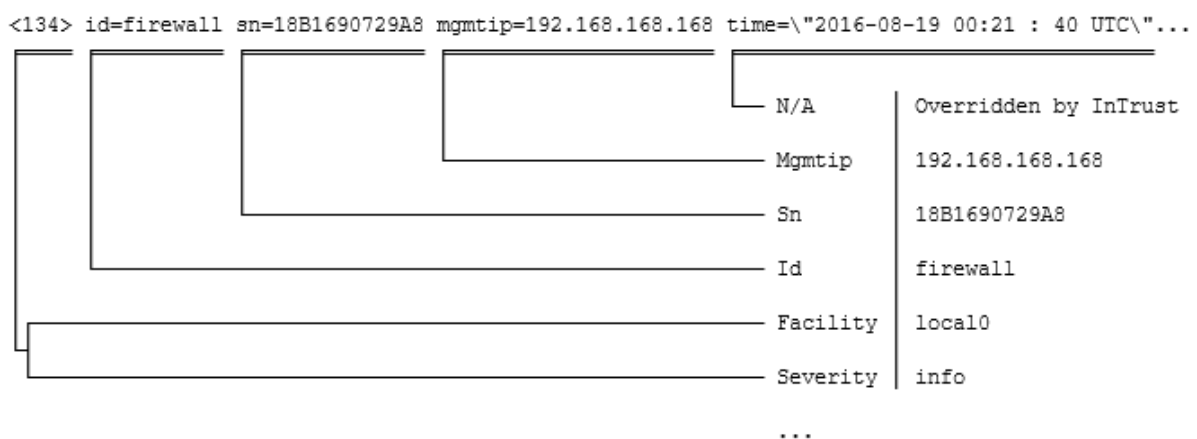 <134> id=firewall sn=18B1690729A8 mgmtip=192.168.168.168 time=\"2016-08-19 00:21 : 40 UTC\"...
N/A Overridden by InTrust
Mgmtip 192.168.168.168
Sn 18B1690729A8
Id firewall
Facility local0
Severity info
...